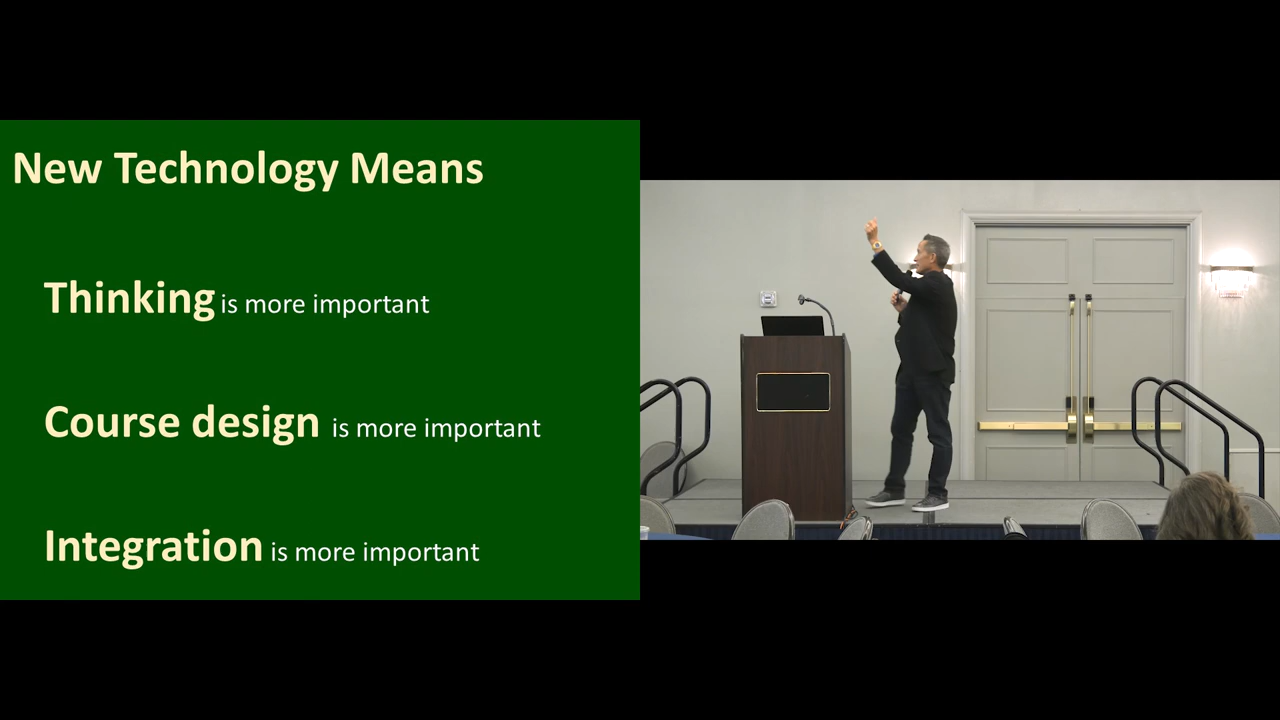 New Technology Means
Thinking is more important
Course design is more important
Integration is more important